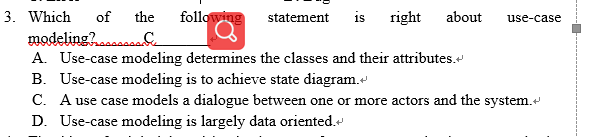 3. Which of the following statement is right about use-case
modeling? C
A. Use-case modeling determines the classes and their attributes.
B. Use-case modeling is to achieve state diagram.
C. A use case models a dialogue between one or more actors and the system.
D. Use-case modeling is largely data oriented.